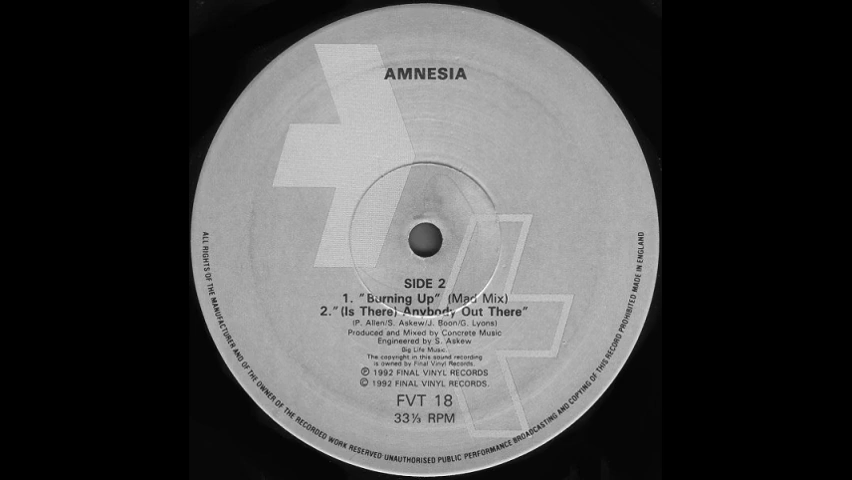 AMNESIA
SIDE 2
1. "Burning Up" (Mad Mix)
2."(Is There) Anybody Out There"
(P. Allen/S. Askew/J. Boon/G. Lyons)
Produced and Mixed by Concrete Music
Engineered by S. Askew
Big Life Music.
The copyright in this sound recording
is owned by Final Vinyl Records.
℗ 1992 FINAL VINYL RECORDS
© 1992 FINAL VINYL RECORDS.
FVT 18
33⅓ RPM
ALL RIGHTS OF THE MANUFACTURER AND OF THE OWNER OF THE RECORDED WORK RESERVED UNAUTHORISED PUBLIC PERFORMANCE BROADCASTING AND COPYING OF THIS RECORD PROHIBITED MADE IN ENGLAND